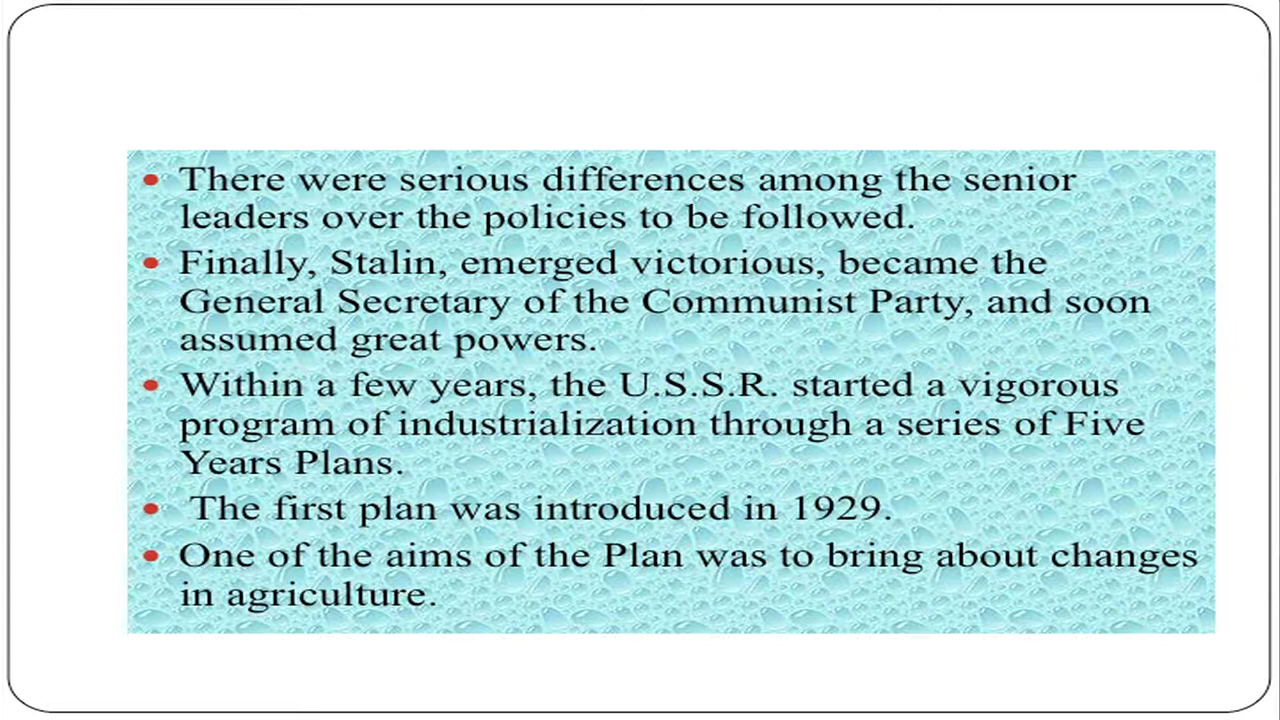 • There were serious differences among the senior
leaders over the policies to be followed.
• Finally, Stalin, emerged victorious, became the
General Secretary of the Communist Party, and soon
assumed great powers.
• Within a few years, the U.S.S.R. started a vigorous
program of industrialization through a series of Five
Years Plans.
• The first plan was introduced in 1929.
• One of the aims of the Plan was to bring about changes
in agriculture.